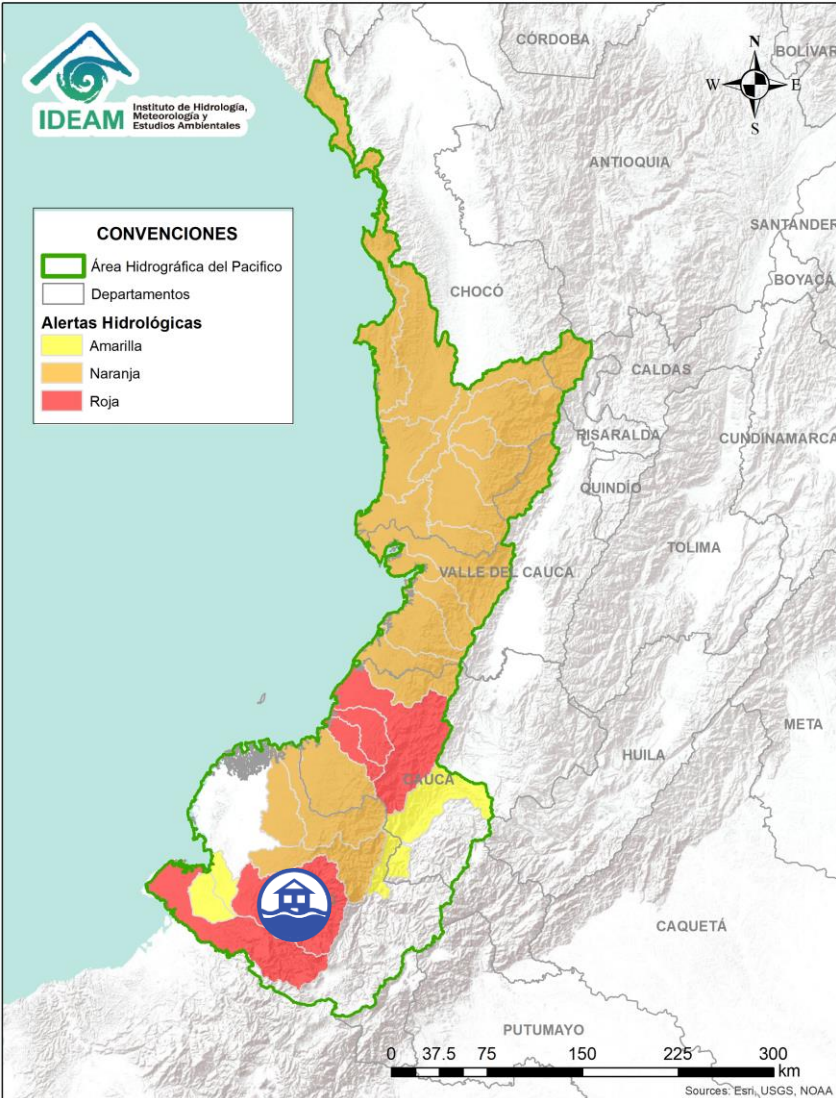 IDEAM
Instituto de Hidrología,
Meteorología y
Estudios Ambientales
CÓRDOBA
BOLÍVAR
N
W
E
S
ANTIOQUIA
CONVENCIONES
Área Hidrográfica del Pacifico
Departamentos
Alertas Hidrológicas
Amarilla
Naranja
Roja
SANTANDER
BOYACÁ
CHOCÓ
CALDAS
RISARALDA
CUNDINAMARCA
QUINDÍO
TOLIMA
VALLE DEL CAUCA
META
HUILA
CAUCA
CAQUETÁ
PUTUMAYO
0 37.5 75 150 225 300
km
Sources: Esri, USGS, NOAA